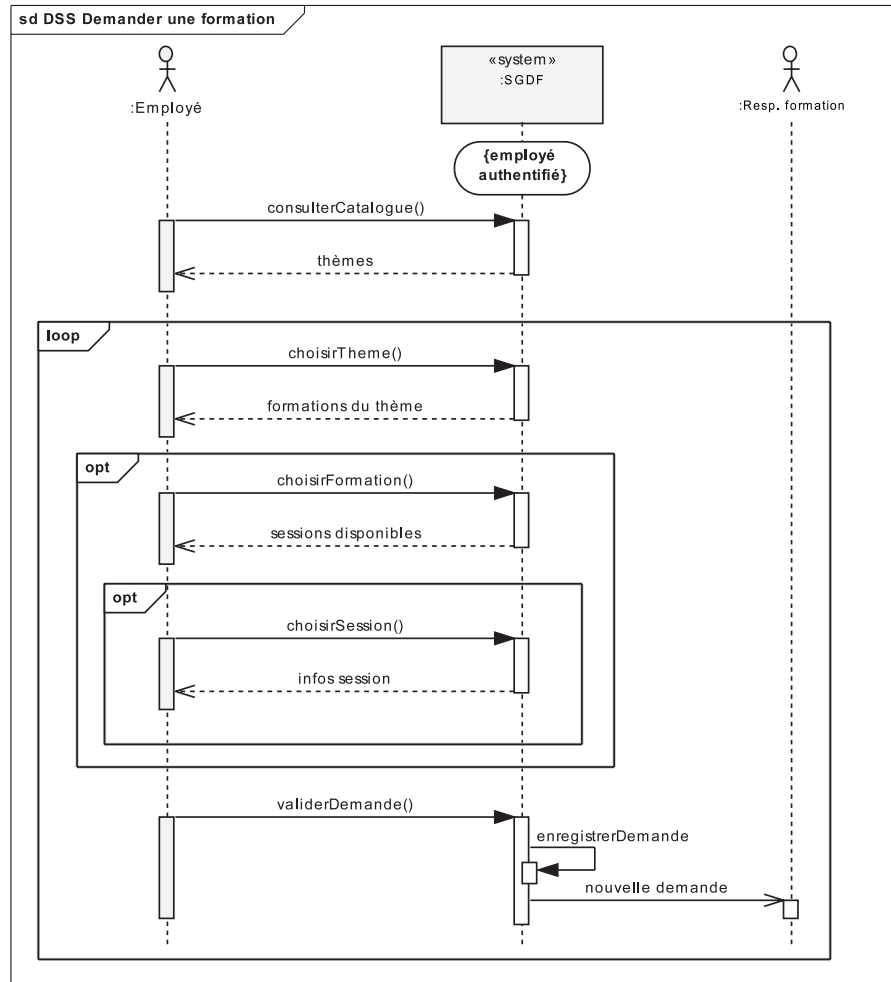 sd DSS Demander une formation
«system»
:SGDF
:Employé
:Resp. formation
{employé
authentifié}
consulterCatalogue()
thèmes
loop
choisirTheme()
formations du thème
opt
choisirFormation()
sessions disponibles
opt
choisirSession()
infos session
validerDemande()
enregistrerDemande
nouvelle demande